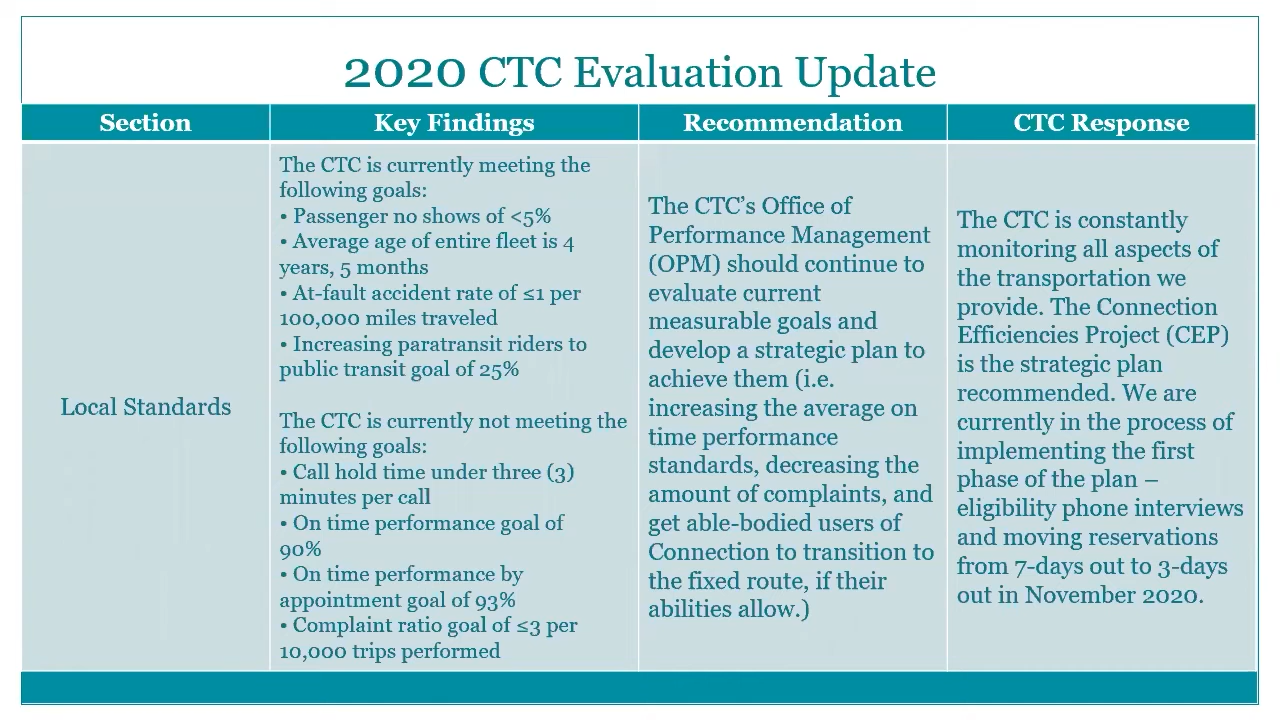 2020 CTC Evaluation Update
Section
Key Findings
Recommendation
CTC Response
Local Standards
The CTC is currently meeting the
following goals:
• Passenger no shows of <5%
• Average age of entire fleet is 4
years, 5 months
• At-fault accident rate of ≤1 per
100,000 miles traveled
• Increasing paratransit riders to
public transit goal of 25%
The CTC is currently not meeting the
following goals:
• Call hold time under three (3)
minutes per call
• On time performance goal of
90%
• On time performance by
appointment goal of 93%
• Complaint ratio goal of ≤3 per
10,000 trips performed
The CTC's Office of
Performance Management
(OPM) should continue to
evaluate current
measurable goals and
develop a strategic plan to
achieve them (i.e.
increasing the average on
time performance
standards, decreasing the
amount of complaints, and
get able-bodied users of
Connection to transition to
the fixed route, if their
abilities allow.)
The CTC is constantly
monitoring all aspects of
the transportation we
provide. The Connection
Efficiencies Project (CEP)
is the strategic plan
recommended. We are
currently in the process of
implementing the first
phase of the plan –
eligibility phone interviews
and moving reservations
from 7-days out to 3-days
out in November 2020.